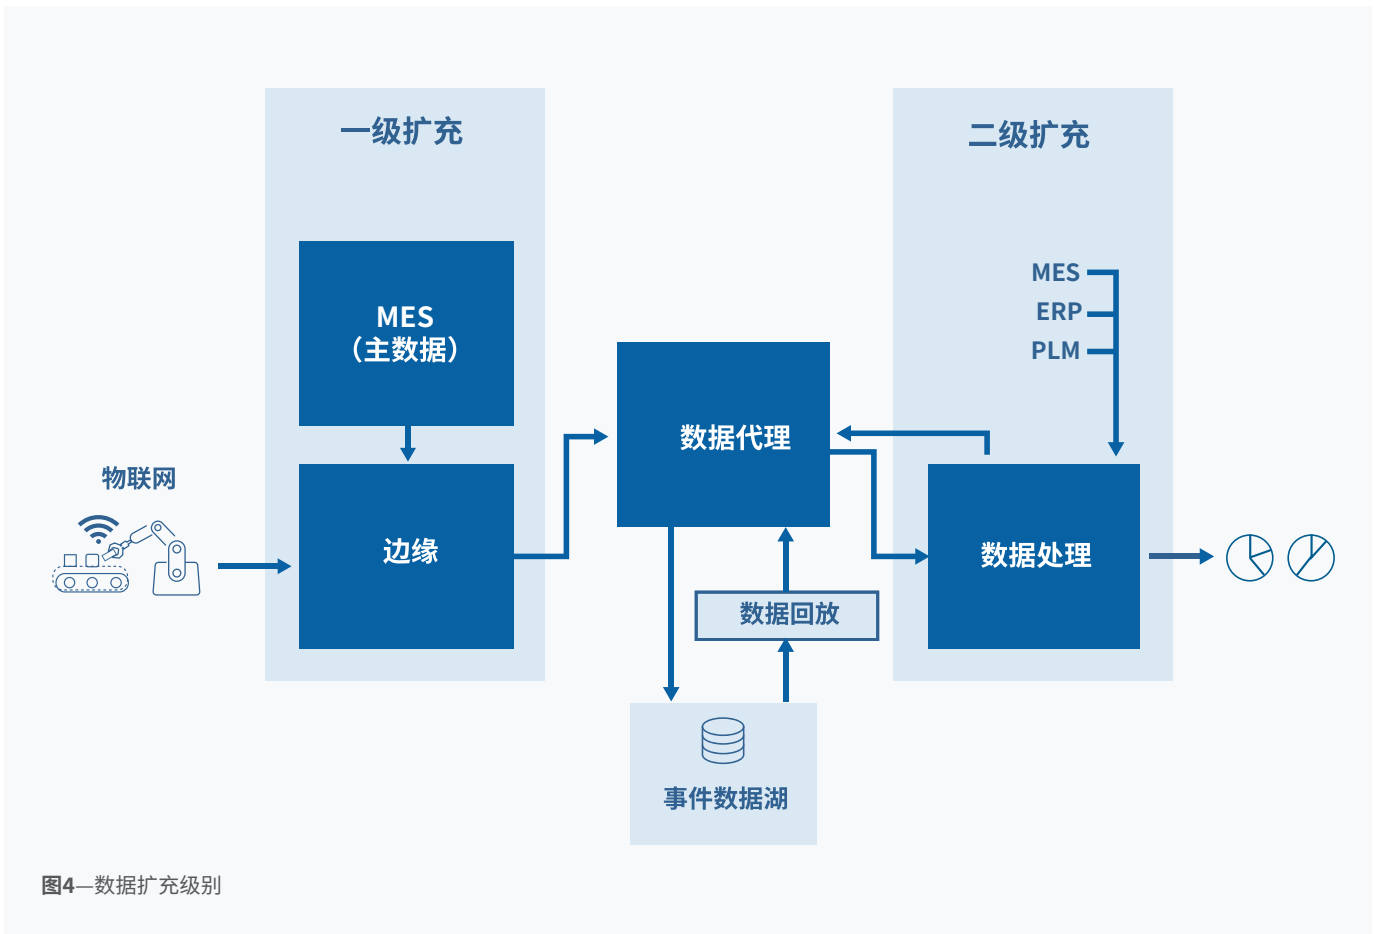 一级扩充
二级扩充
MES
（主数据）
MES
ERP
PLM
数据代理
物联网
边缘
数据处理
数据回放
事件数据湖
图4—数据扩充级别